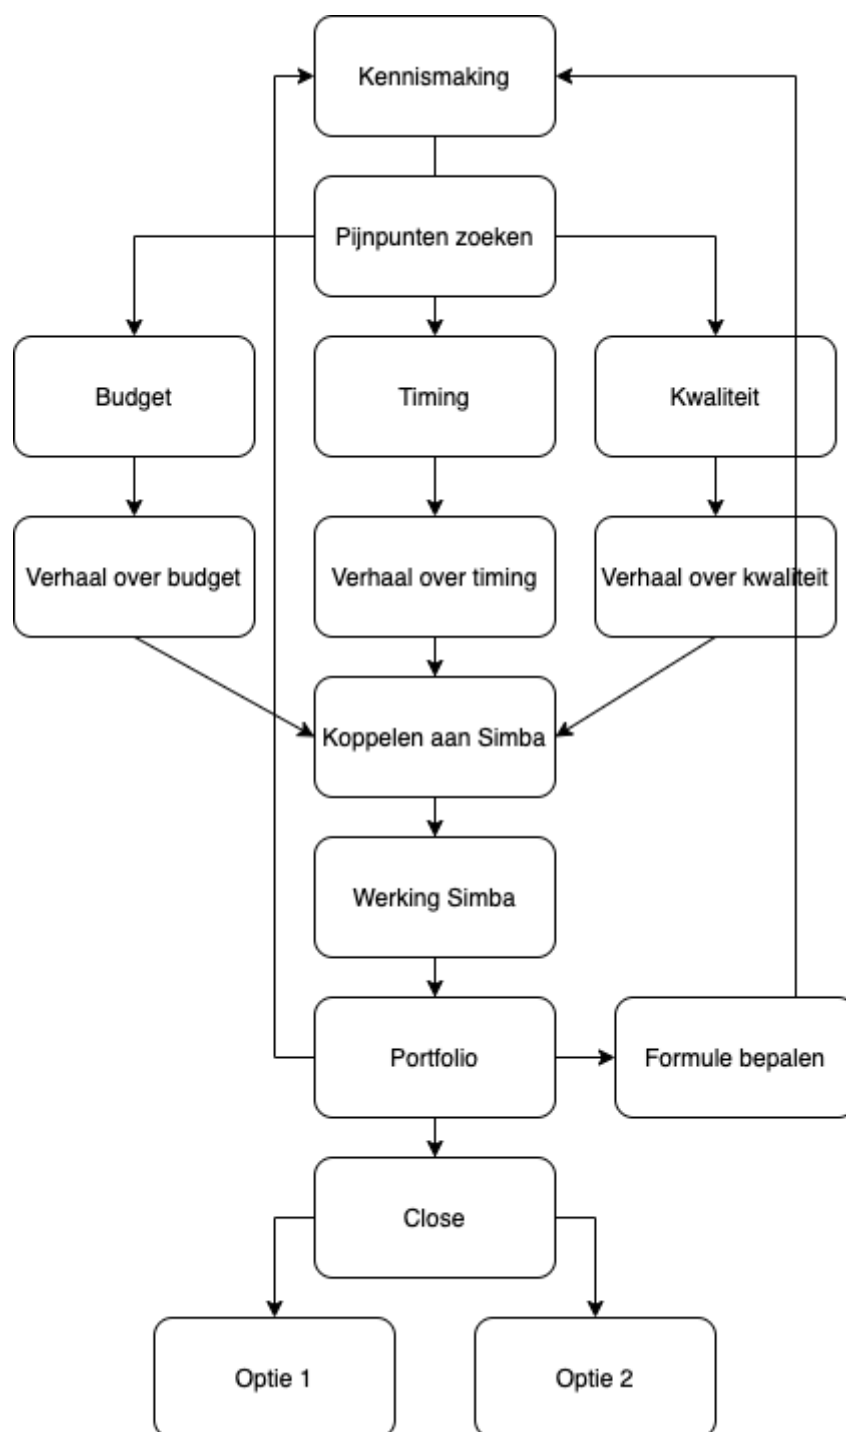 Kennismaking
Pijnpunten zoeken
Budget
Timing
Kwaliteit
Verhaal over budget
Verhaal over timing
Verhaal over kwaliteit
Koppelen aan Simba
Werking Simba
Portfolio
Formule bepalen
Close
Optie 1
Optie 2